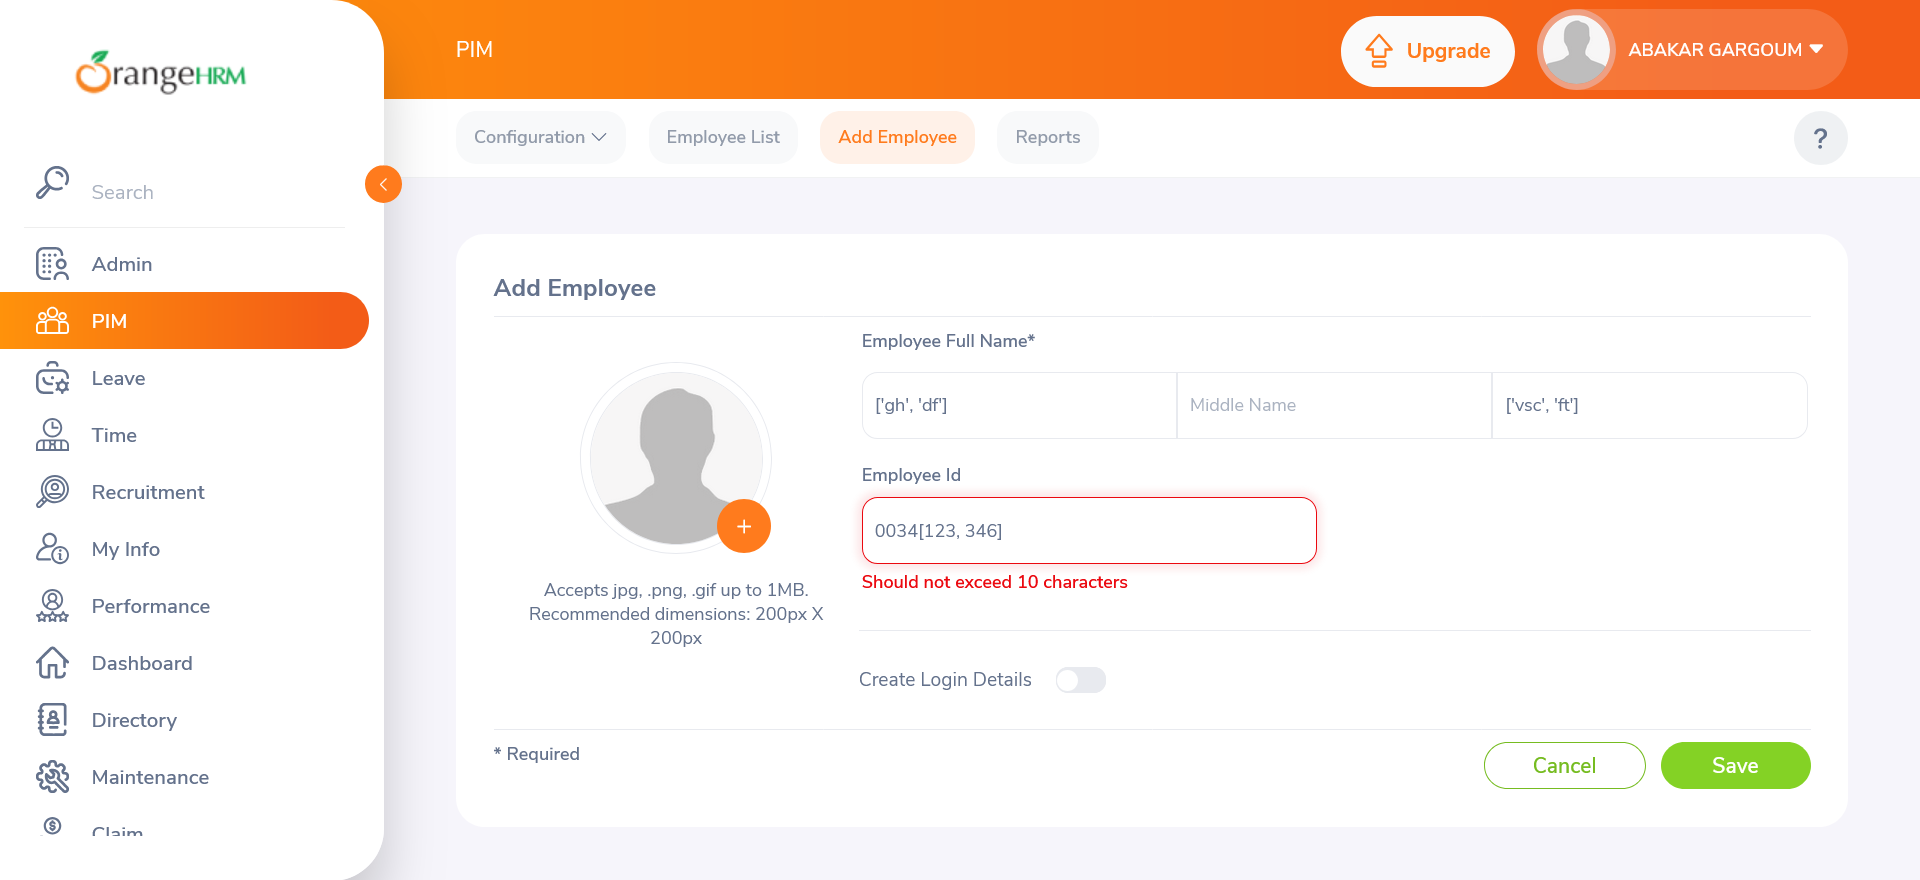 OrangeHRM
PIM
Upgrade
ABAKAR GARGOUM
Configuration
Employee List
Add Employee
Reports
?
Search
Admin
PIM
Leave
Time
Recruitment
My Info
Performance
Dashboard
Directory
Maintenance
Claim
Add Employee
Employee Full Name*
['gh', 'df']
Middle Name
['vsc', 'ft']
Employee Id
0034[123, 346]
Should not exceed 10 characters
Accepts jpg, .png, .gif up to 1MB.
Recommended dimensions: 200px X
200px
Create Login Details
* Required
Cancel
Save